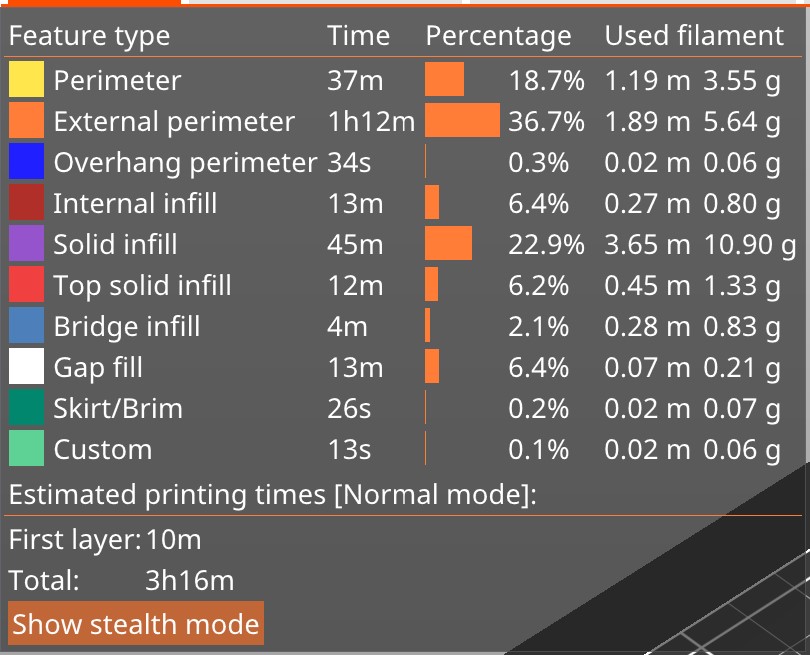 Feature type Time Percentage Used filament
Perimeter 37m 18.7% 1.19 m 3.55 g
External perimeter 1h12m 36.7% 1.89 m 5.64 g
Overhang perimeter 34s 0.3% 0.02 m 0.06 g
Internal infill 13m 6.4% 0.27 m 0.80 g
Solid infill 45m 22.9% 3.65 m 10.90 g
Top solid infill 12m 6.2% 0.45 m 1.33 g
Bridge infill 4m 2.1% 0.28 m 0.83 g
Gap fill 13m 6.4% 0.07 m 0.21 g
Skirt/Brim 26s 0.2% 0.02 m 0.07 g
Custom 13s 0.1% 0.02 m 0.06 g
Estimated printing times [Normal mode]:
First layer: 10m
Total: 3h16m
Show stealth mode